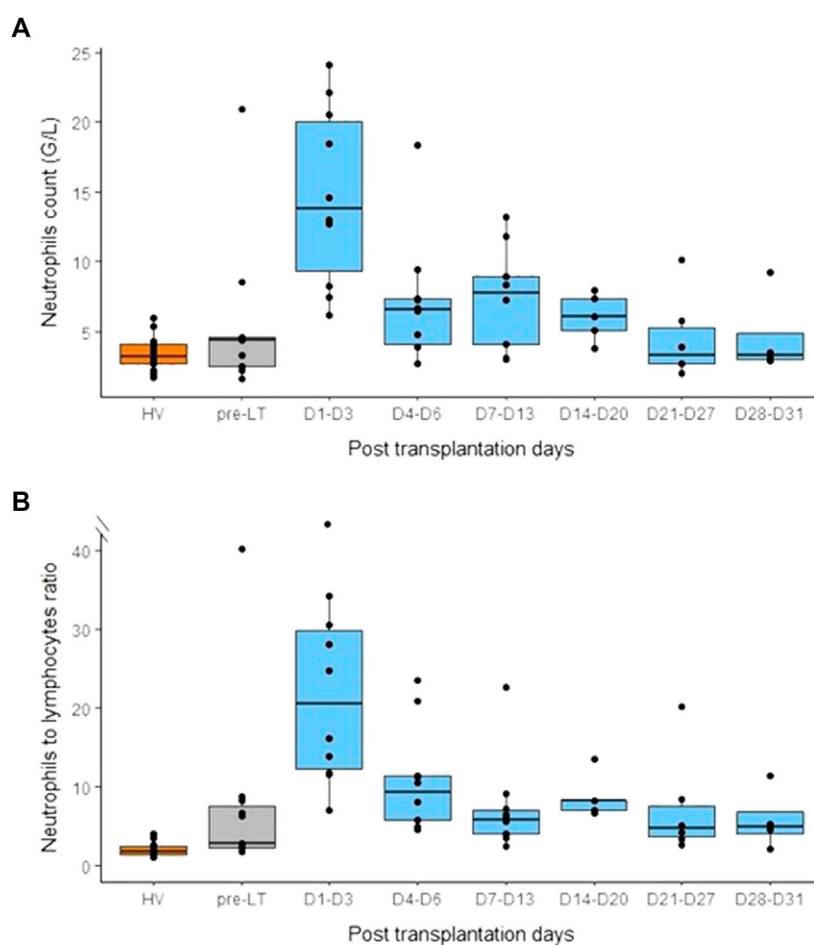 A
Neutrophils count (G/L)
25
20
15
10
5
HV pre-LT D1-D3 D4-D6 D7-D13 D14-D20 D21-D27 D28-D31
Post transplantation days
B
Neutrophils to lymphocytes ratio
40
30
20
10
0
HV pre-LT D1-D3 D4-D6 D7-D13 D14-D20 D21-D27 D28-D31
Post transplantation days